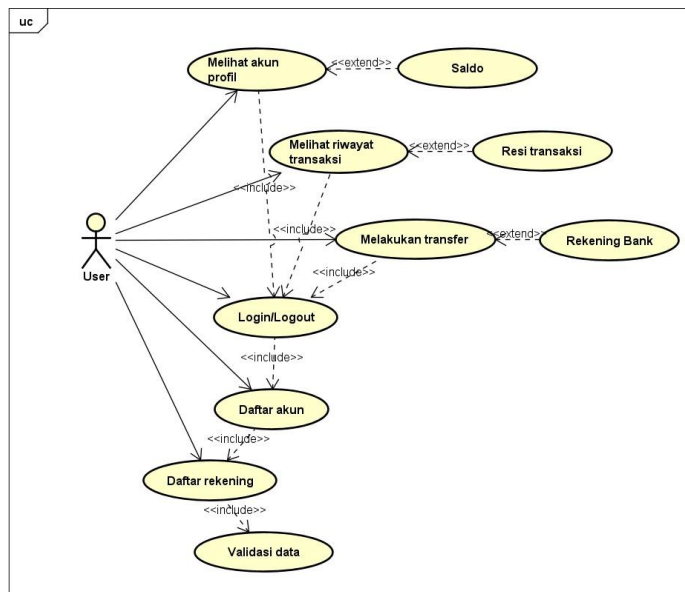 uc
Melihat akun
profil
<<extend>>
Saldo
Melihat riwayat
transaksi
<<extend>>
Resi transaksi
<<include>>
<<include>>
Melakukan transfer
<<extend>>
Rekening Bank
User
<<include>>
Login/Logout
<<include>>
Daftar akun
<<include>>
Daftar rekening
<<include>>
Validasi data